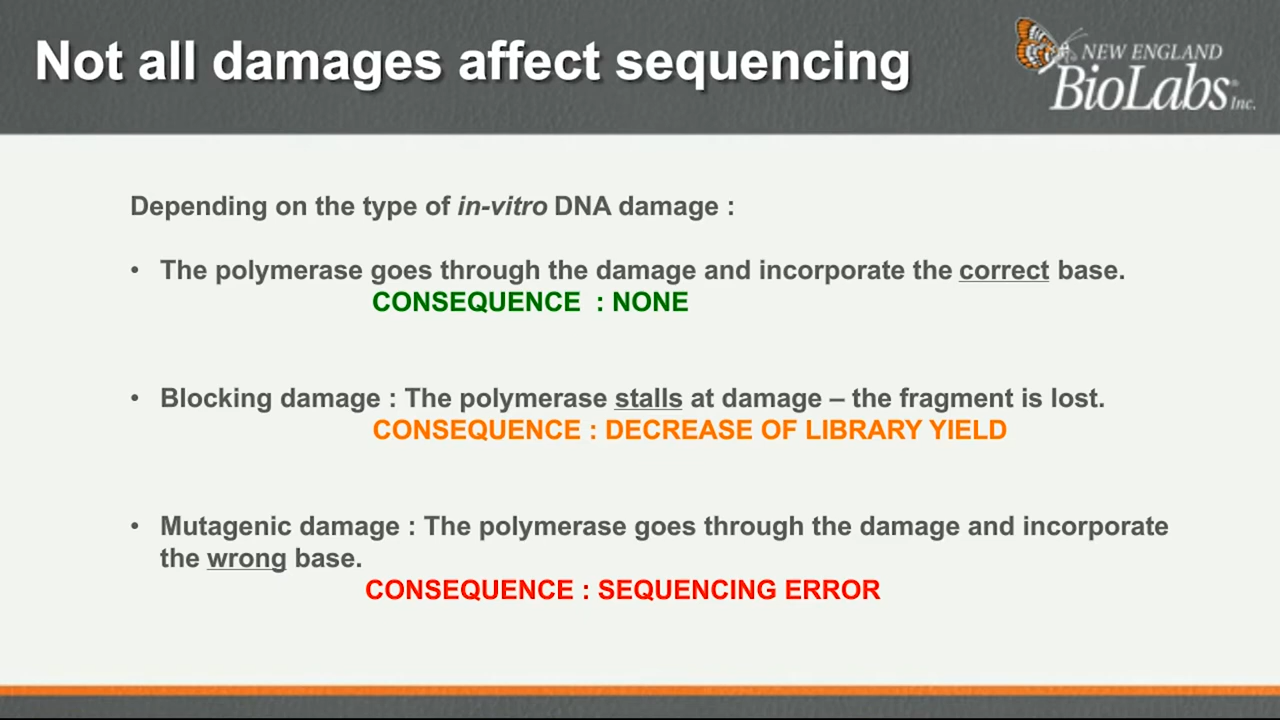 Not all damages affect sequencing
NEW ENGLAND
BioLabs® Inc.
Depending on the type of in-vitro DNA damage :
• The polymerase goes through the damage and incorporate the correct base.
CONSEQUENCE : NONE
• Blocking damage : The polymerase stalls at damage – the fragment is lost.
CONSEQUENCE : DECREASE OF LIBRARY YIELD
• Mutagenic damage : The polymerase goes through the damage and incorporate
the wrong base.
CONSEQUENCE : SEQUENCING ERROR